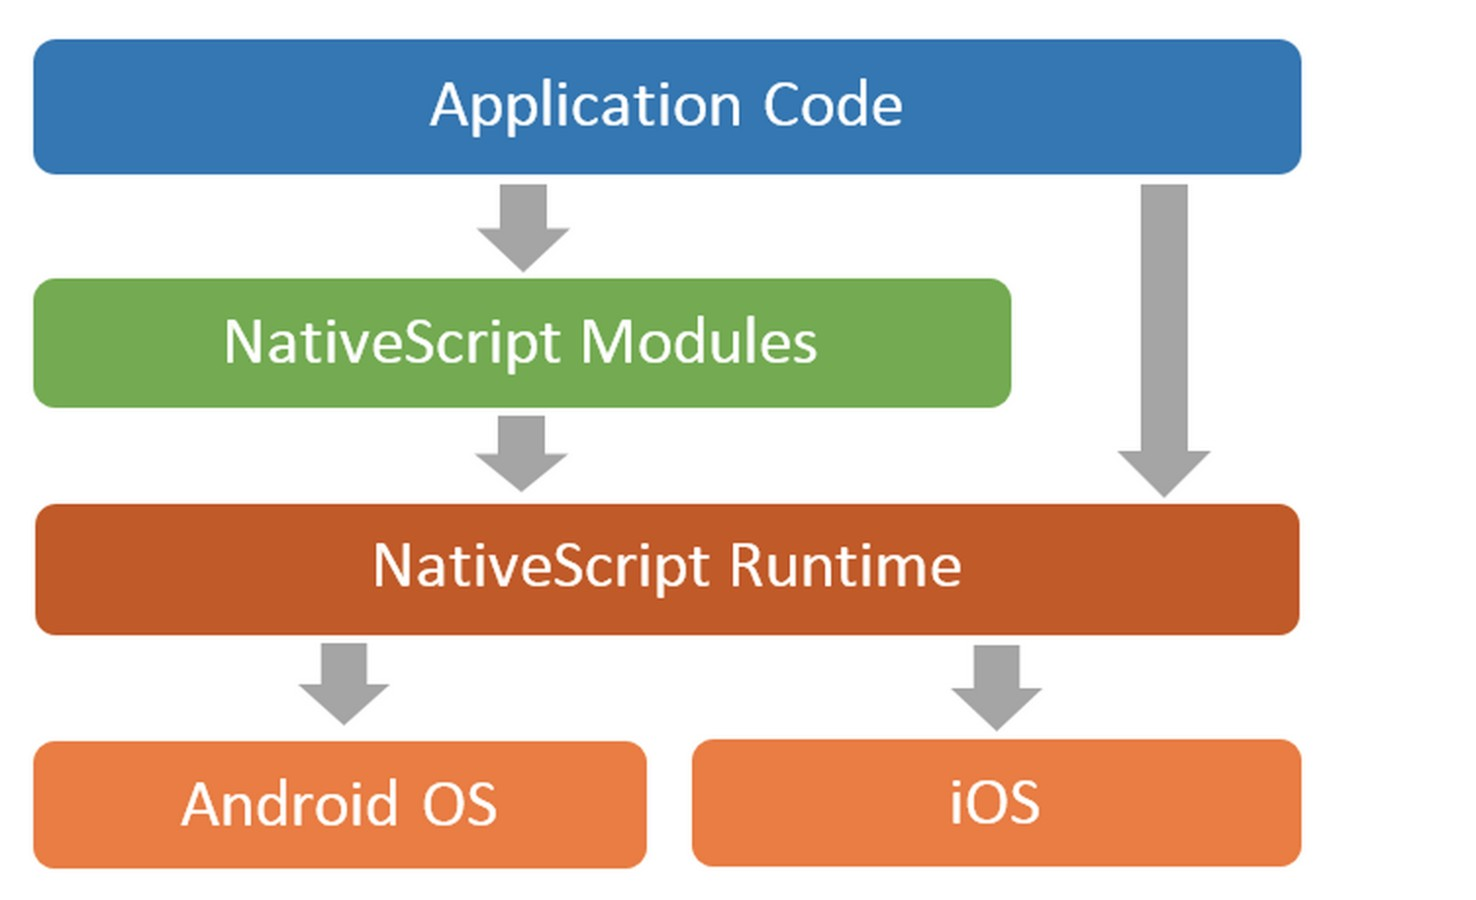 Application Code
NativeScript Modules
NativeScript Runtime
Android OS
iOS